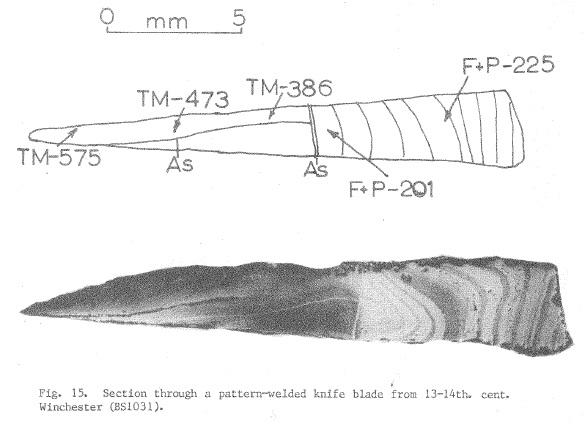 0 mm 5
F+P-225
TM-386
TM-473
TM-575
As
As
F+P-201
Fig. 15. Section through a pattern-welded knife blade from 13-14th. cent.
Winchester (BS1031).